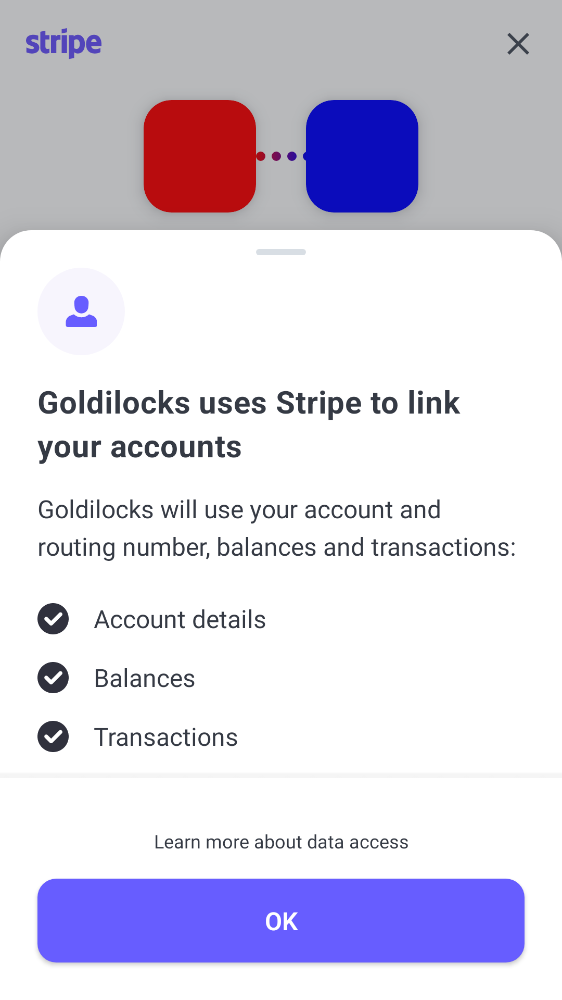 stripe
Goldilocks uses Stripe to link
your accounts
Goldilocks will use your account and
routing number, balances and transactions:
Account details
Balances
Transactions
Learn more about data access
OK